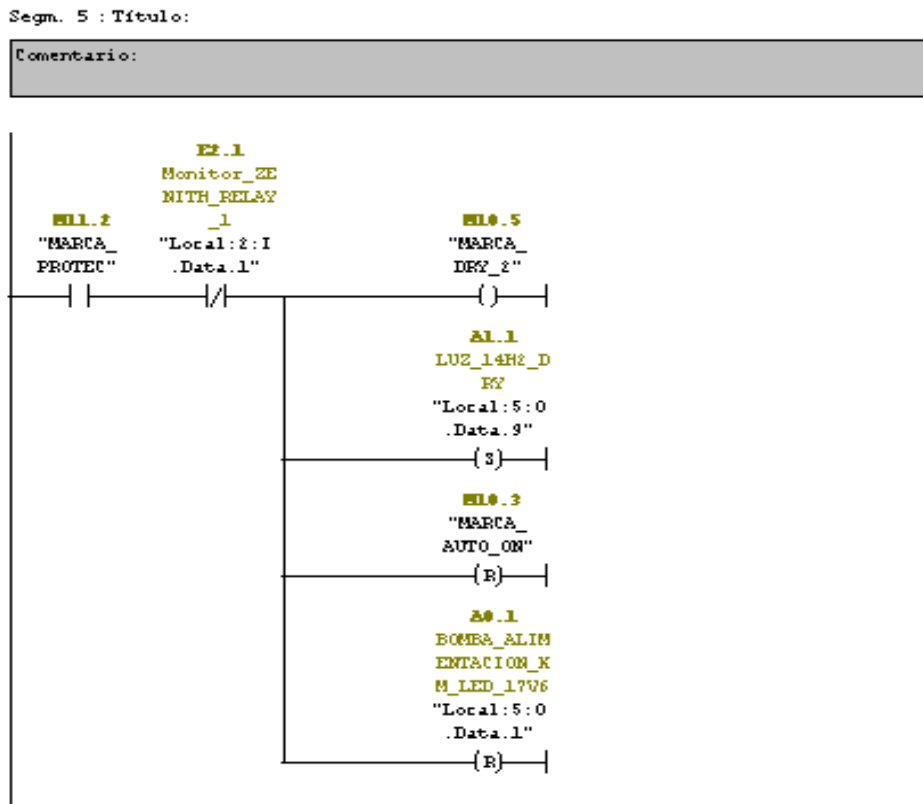 Segm. 5 : Título:
Comentario:
E2.1
Monitor_ZE
NITH_RELAY
_1
"Local:2:I
.Data.1"
M11.2
"MARCA_
PROTEC"
M10.5
"MARCA_
DRY_2"
A1.1
LUZ_14H2_D
RY
"Local:5:O
.Data.9"
(S)
M10.3
"MARCA_
AUTO_ON"
(R)
A0.1
BOMBA_ALIM
ENTACION_K
M_LED_17V6
"Local:5:O
.Data.1"
(R)